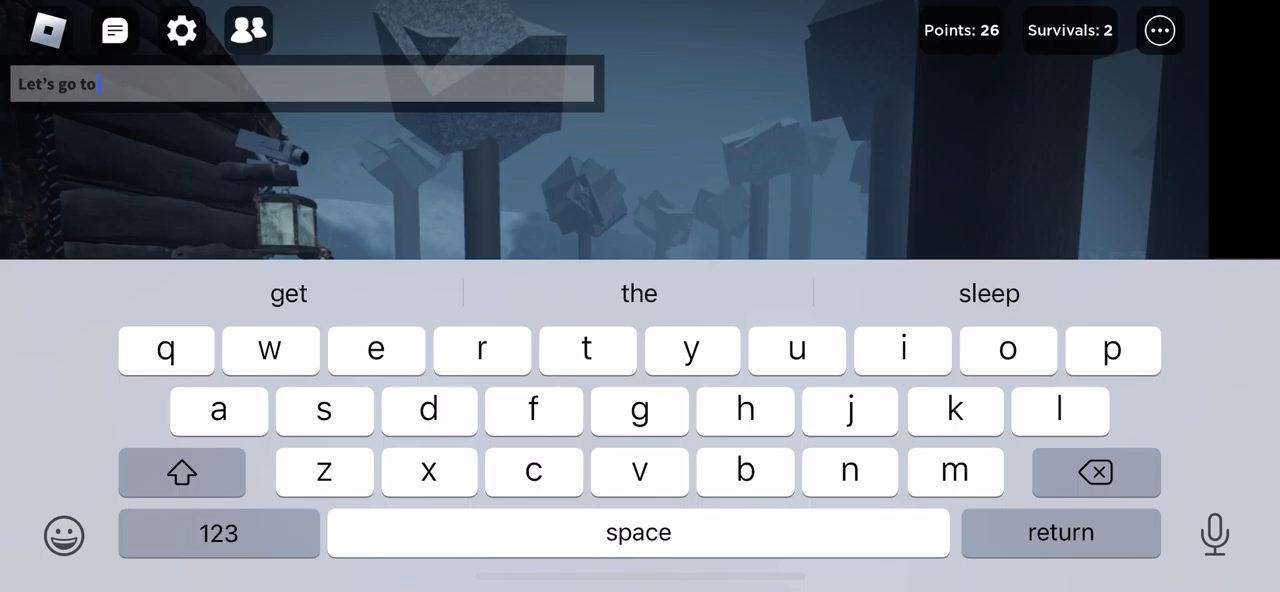 Points: 26
Survivals: 2
Let's go to
get
the
sleep
q w e r t y u i o p
a s d f g h j k l
z x c v b n m
123
space
return